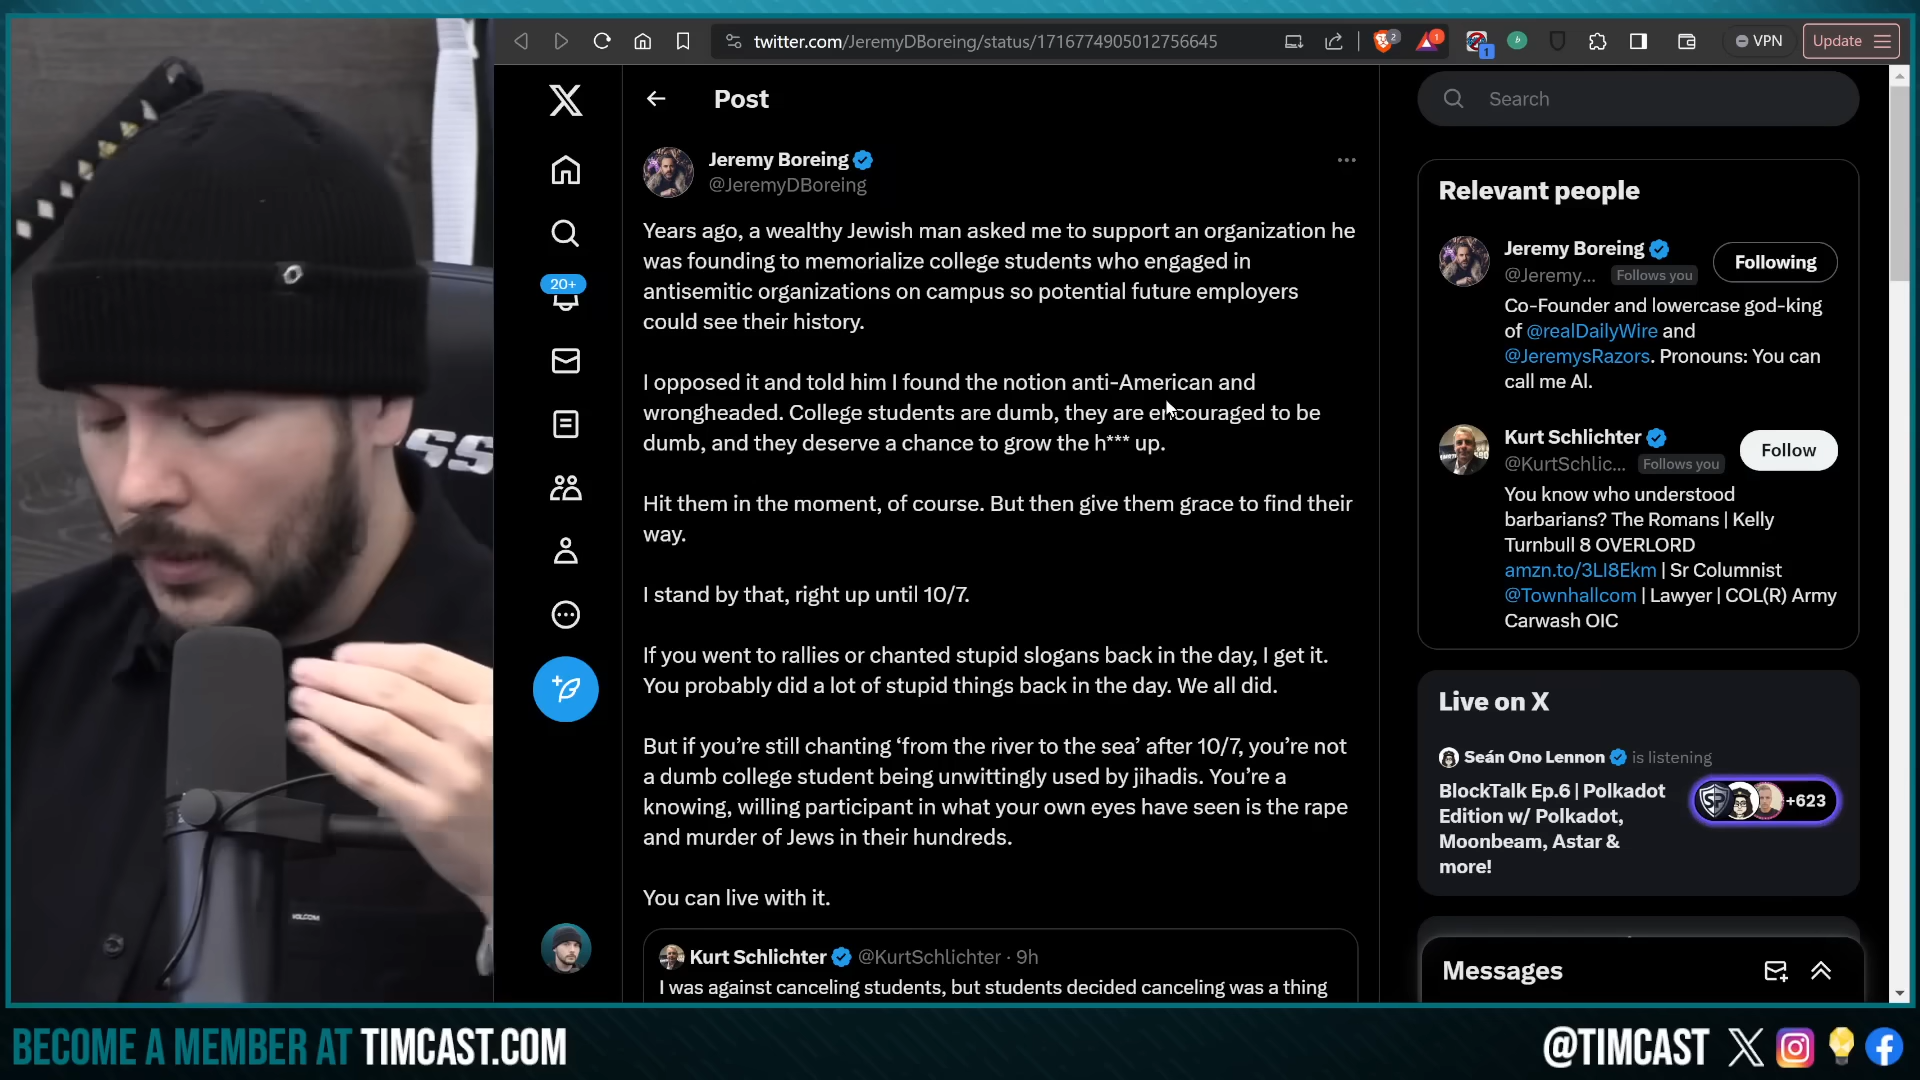 twitter.com/JeremyDBoreing/status/1716774905012756645
2
1
1
b
VPN
Update
Post
Search
Jeremy Boreing
@JeremyDBoreing
Years ago, a wealthy Jewish man asked me to support an organization he
was founding to memorialize college students who engaged in
antisemitic organizations on campus so potential future employers
could see their history.
I opposed it and told him I found the notion anti-American and
wrongheaded. College students are dumb, they are encouraged to be
dumb, and they deserve a chance to grow the h*** up.
Hit them in the moment, of course. But then give them grace to find their
way.
I stand by that, right up until 10/7.
If you went to rallies or chanted stupid slogans back in the day, I get it.
You probably did a lot of stupid things back in the day. We all did.
But if you're still chanting ‘from the river to the sea’ after 10/7, you're not
a dumb college student being unwittingly used by jihadis. You're a
knowing, willing participant in what your own eyes have seen is the rape
and murder of Jews in their hundreds.
You can live with it.
Kurt Schlichter @KurtSchlichter · 9h
I was against canceling students, but students decided canceling was a thing
20+
Relevant people
Jeremy Boreing
@Jeremy... Follows you
Following
Co-Founder and lowercase god-king
of @realDailyWire and
@JeremysRazors. Pronouns: You can
call me Al.
Kurt Schlichter
@KurtSchlic... Follows you
Follow
You know who understood
barbarians? The Romans | Kelly
Turnbull 8 OVERLORD
amzn.to/3LI8Ekm | Sr Columnist
@Townhallcom | Lawyer | COL(R) Army
Carwash OIC
Live on X
Seán Ono Lennon is listening
BlockTalk Ep.6 | Polkadot
Edition w/ Polkadot,
Moonbeam, Astar &
more!
+623
Messages
VOLCOM
BECOME A MEMBER AT TIMCAST.COM
@TIMCAST